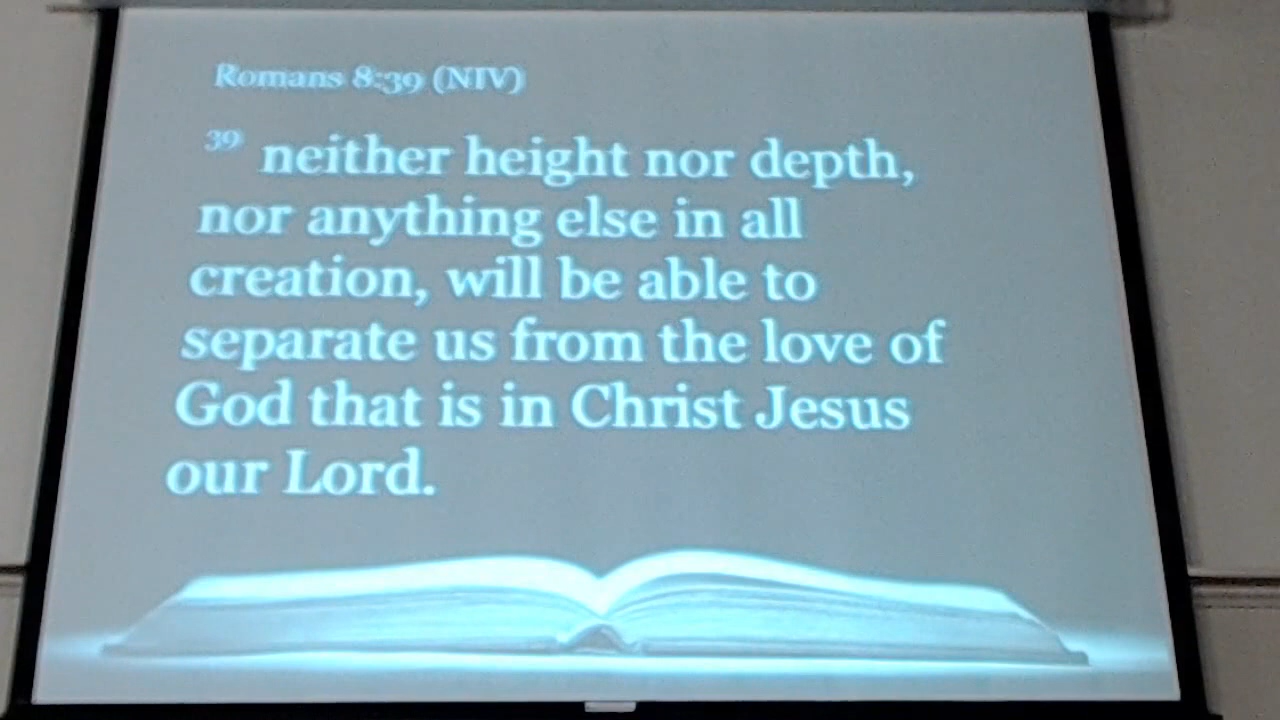 Romans 8:39 (NIV)
39 neither height nor depth,
nor anything else in all
creation, will be able to
separate us from the love of
God that is in Christ Jesus
our Lord.